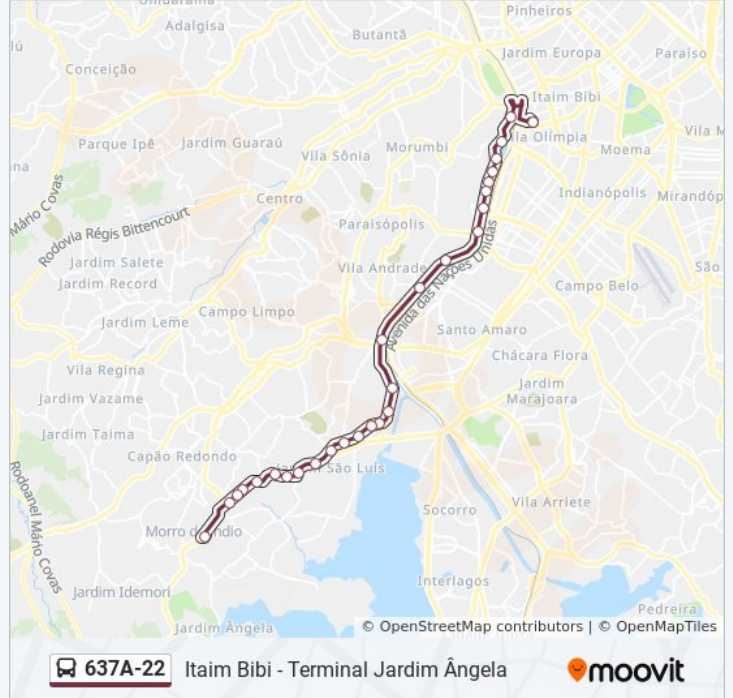 Pinheiros
Adalgisa
Butantã
Jardim Europa
Paraíso
Conceição
Itaim Bibi
Vila Olímpia
Parque Ipê
Jardim Guaraú
Vila Sônia
Morumbi
Moema
Vila M
na
Indianópolis
Mirandóp
Centro
Mário Covas
Rodovia Régis Bittencourt
Paraisópolis
Jardim Salete
Vila Andrade
Avenida das Nações Unidas
São
Jardim Record
Campo Belo
Jardim Leme
Campo Limpo
Santo Amaro
Chácara Flora
Vila Regina
Jardim
Marajoara
Jardim Vazame
Jardim Taima
Capão Redondo
Jardim São Luís
Rodoanel Mário Covas
Vila Arriete
Socorro
Morro do Índio
Interlagos
Jardim Idemori
Pedreira
Jardim Ângela
© OpenStreetMap contributors | © OpenMapTiles
637A-22 Itaim Bibi - Terminal Jardim Ângela
moovit